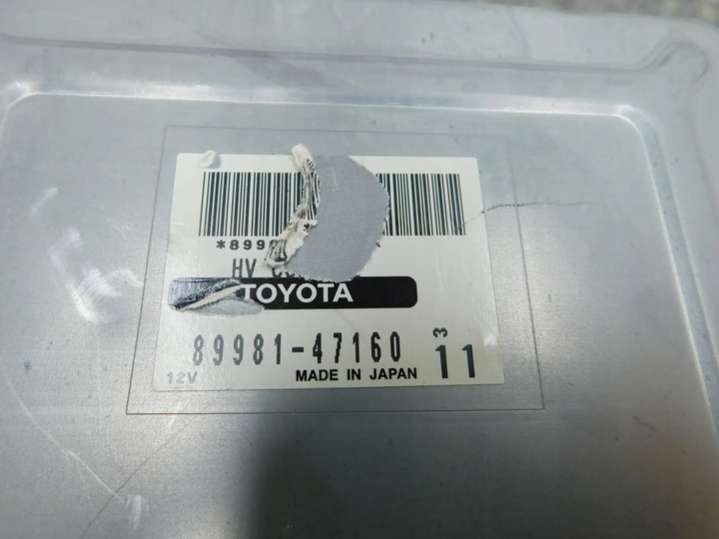 *899
HV
TOYOTA
89981-47160
3
11
12V
MADE IN JAPAN